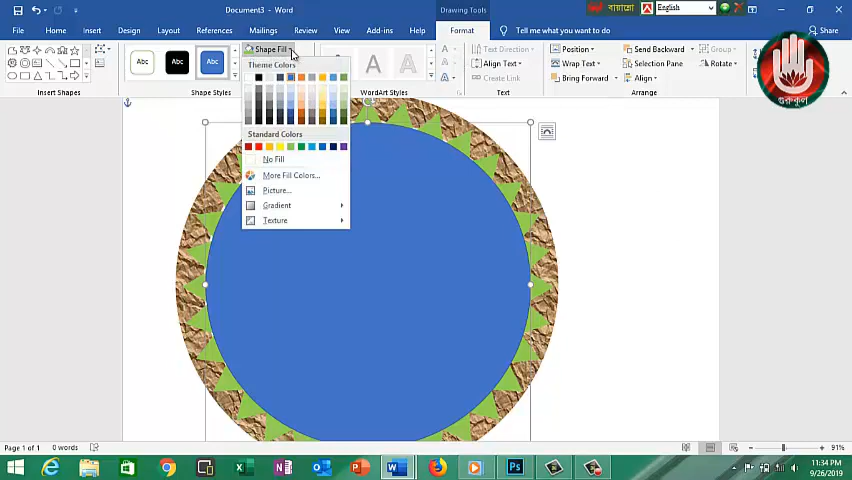 Document3 - Word
Drawing Tools
বায়ান্নো
English
File
Home
Insert
Draw
Design
Layout
References
Mailings
Review
View
Add-ins
Help
Format
Tell me what you want to do
Share
Abc
Abc
Abc
Shape Fill
A
A
Text Direction
Align Text
Create Link
Position
Wrap Text
Bring Forward
Send Backward
Selection Pane
Align
Rotate
Insert Shapes
Shape Styles
WordArt Styles
Text
Arrange
গুরুকুল
Theme Colors
Standard Colors
No Fill
More Fill Colors...
Picture...
Gradient
Texture
Page 1 of 1
0 words
91%
11:34 PM
9/26/2019